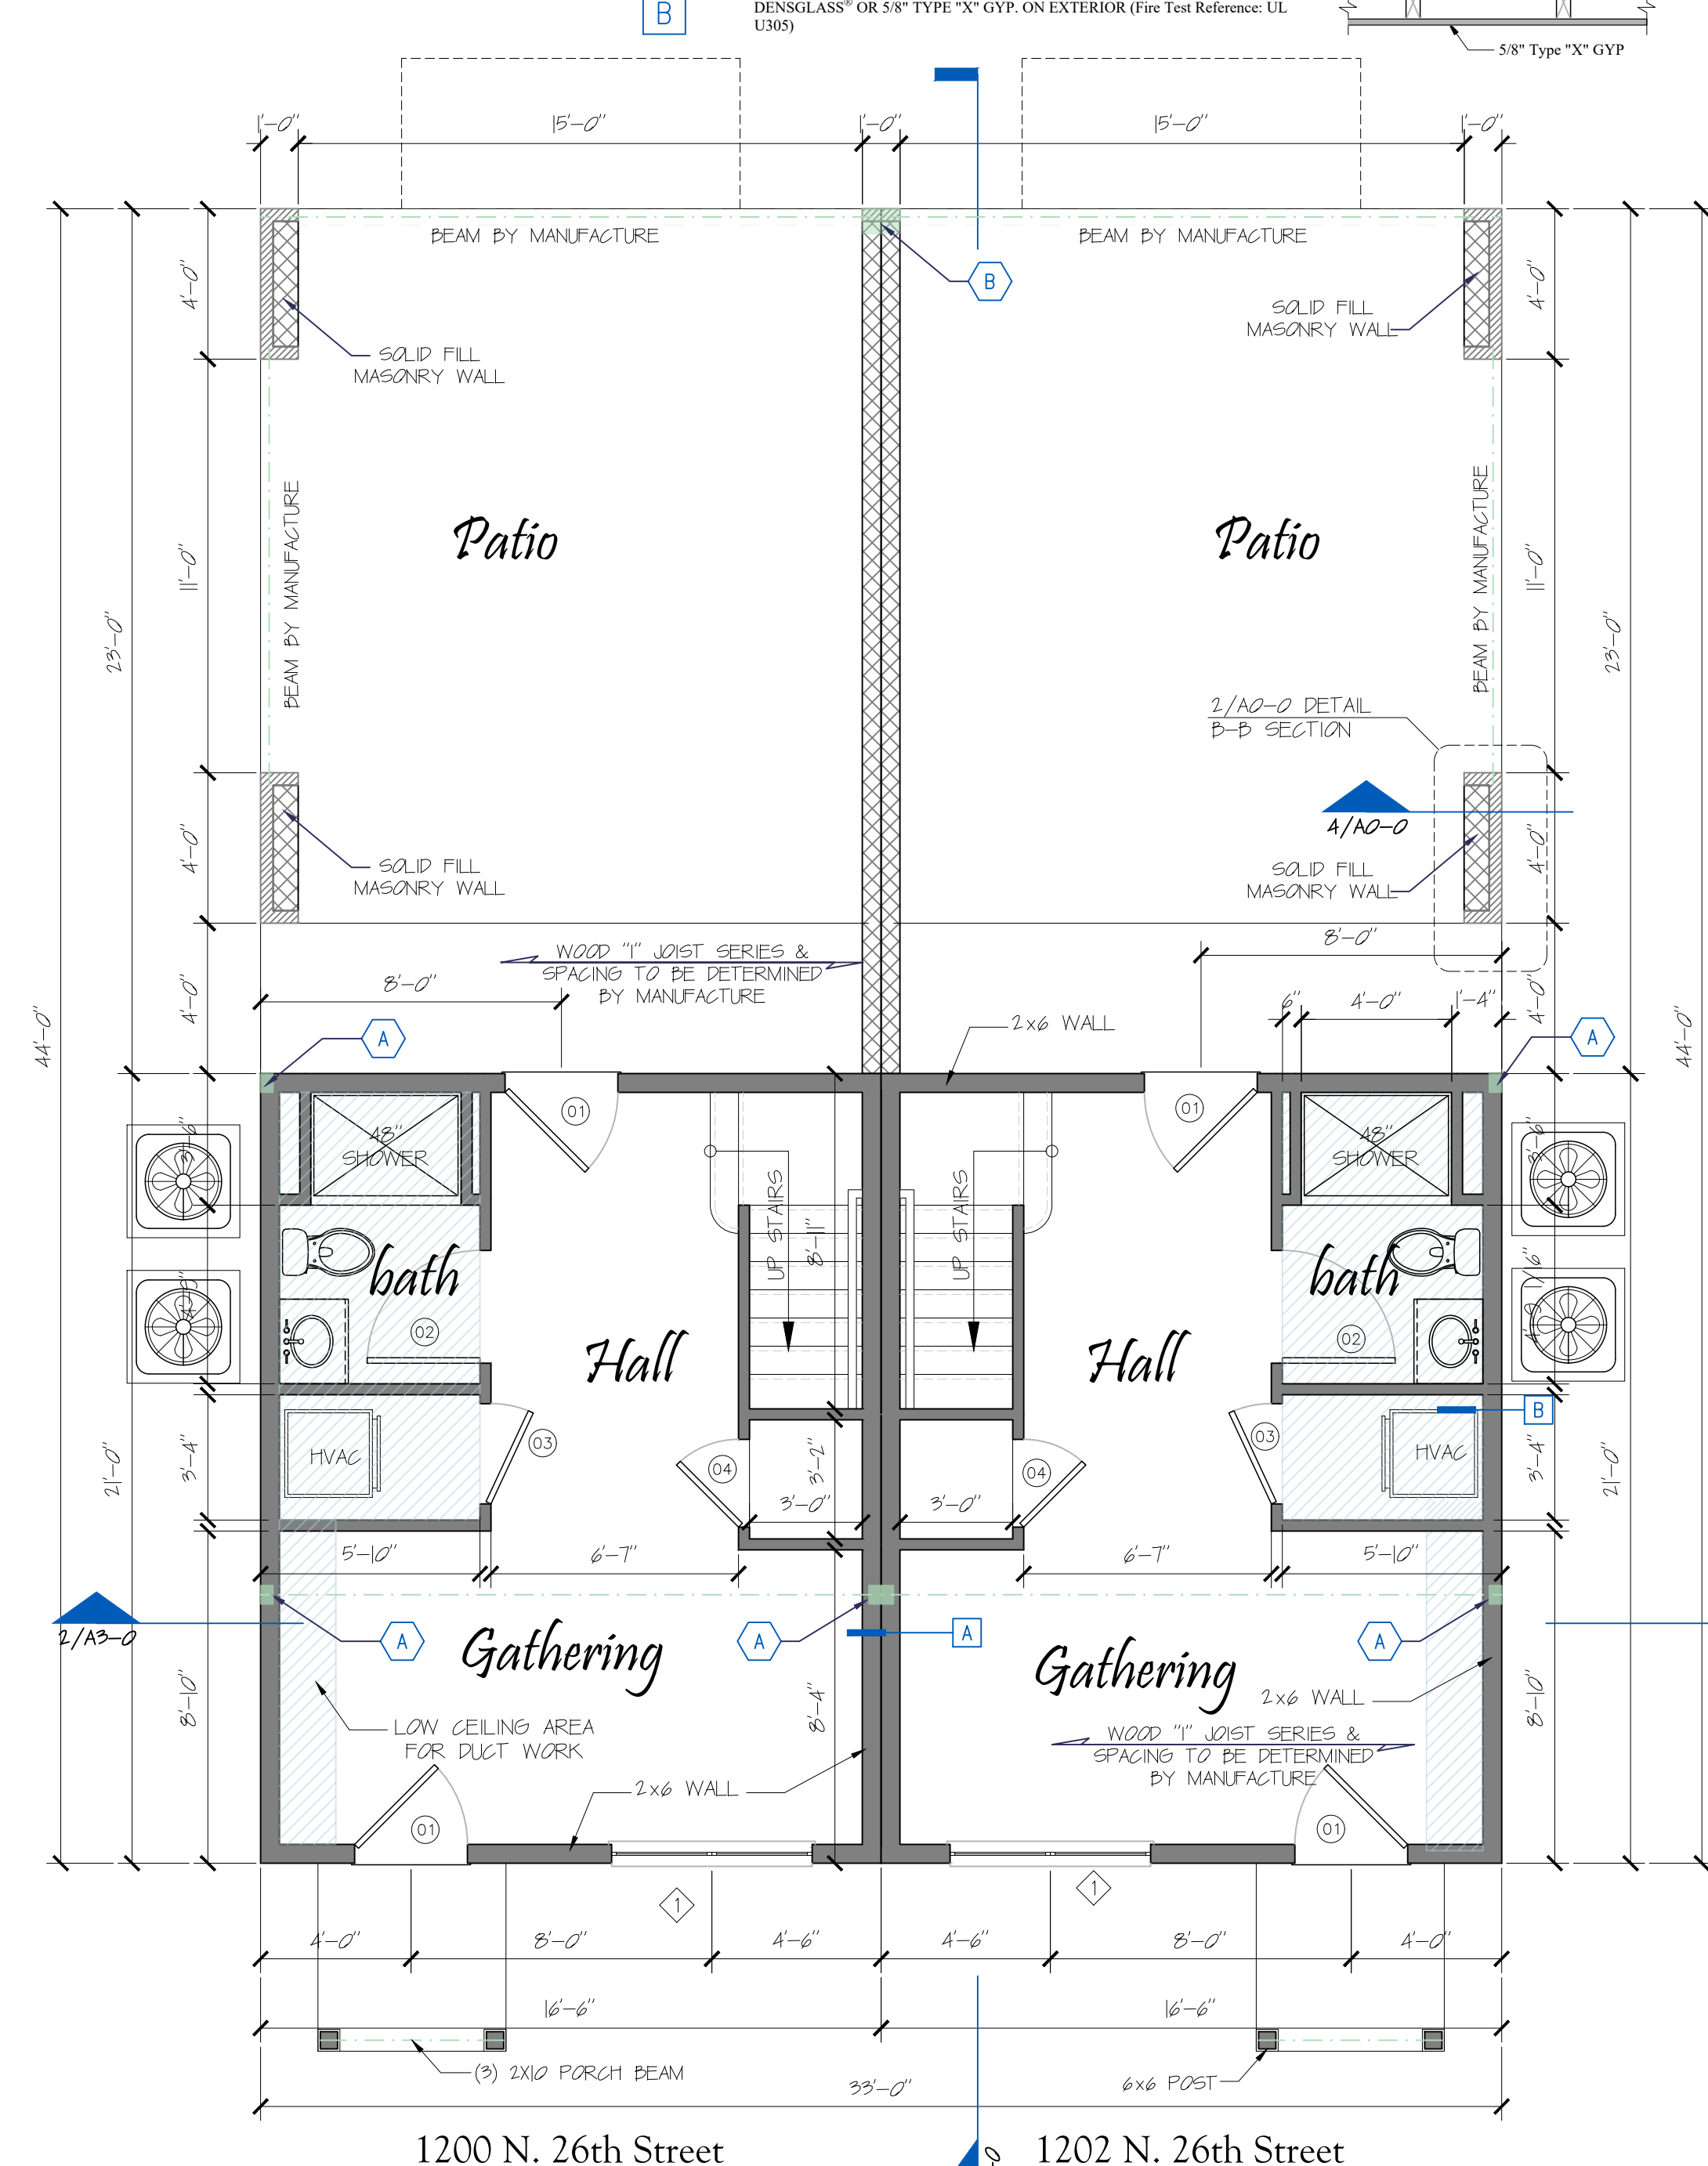 B
DENSGLASS® OR 5/8" TYPE "X" GYP. ON EXTERIOR (Fire Test Reference: UL
U305)
5/8" Type "X" GYP
1'-0" 15'-0" 1'-0" 15'-0" 1'-0"
BEAM BY MANUFACTURE
BEAM BY MANUFACTURE
B
4'-0"
4'-0"
SOLID FILL
MASONRY WALL
SOLID FILL
MASONRY WALL
Patio
Patio
BEAM BY MANUFACTURE
BEAM BY MANUFACTURE
11'-0"
11'-0"
23'-0"
23'-0"
2/A0-0 DETAIL
B-B SECTION
4/A0-0
4'-0"
4'-0"
SOLID FILL
MASONRY WALL
SOLID FILL
MASONRY WALL
WOOD "I" JOIST SERIES &
SPACING TO BE DETERMINED
BY MANUFACTURE
8'-0"
8'-0"
4'-0"
6" 4'-0" 1'-4"
4'-0"
44'-0"
44'-0"
A
2x6 WALL
A
01
01
48"
SHOWER
48"
SHOWER
3'-6"
3'-6"
UP STAIRS
8'-11"
UP STAIRS
bath
bath
02
02
Hall
Hall
B
HVAC
03
04
3'-2"
04
03
HVAC
3'-4"
3'-4"
21'-0"
21'-0"
3'-0"
3'-0"
5'-10" 6'-7"
6'-7" 5'-10"
2/A3-0
A
A
A
A
Gathering
Gathering
8'-10"
8'-4"
8'-10"
2x6 WALL
LOW CEILING AREA
FOR DUCT WORK
WOOD "I" JOIST SERIES &
SPACING TO BE DETERMINED
BY MANUFACTURE
2x6 WALL
01
01
1
1
4'-0" 8'-0" 4'-6" 4'-6" 8'-0" 4'-0"
16'-6" 16'-6"
(3) 2X10 PORCH BEAM
6x6 POST
33'-0"
1200 N. 26th Street
1202 N. 26th Street